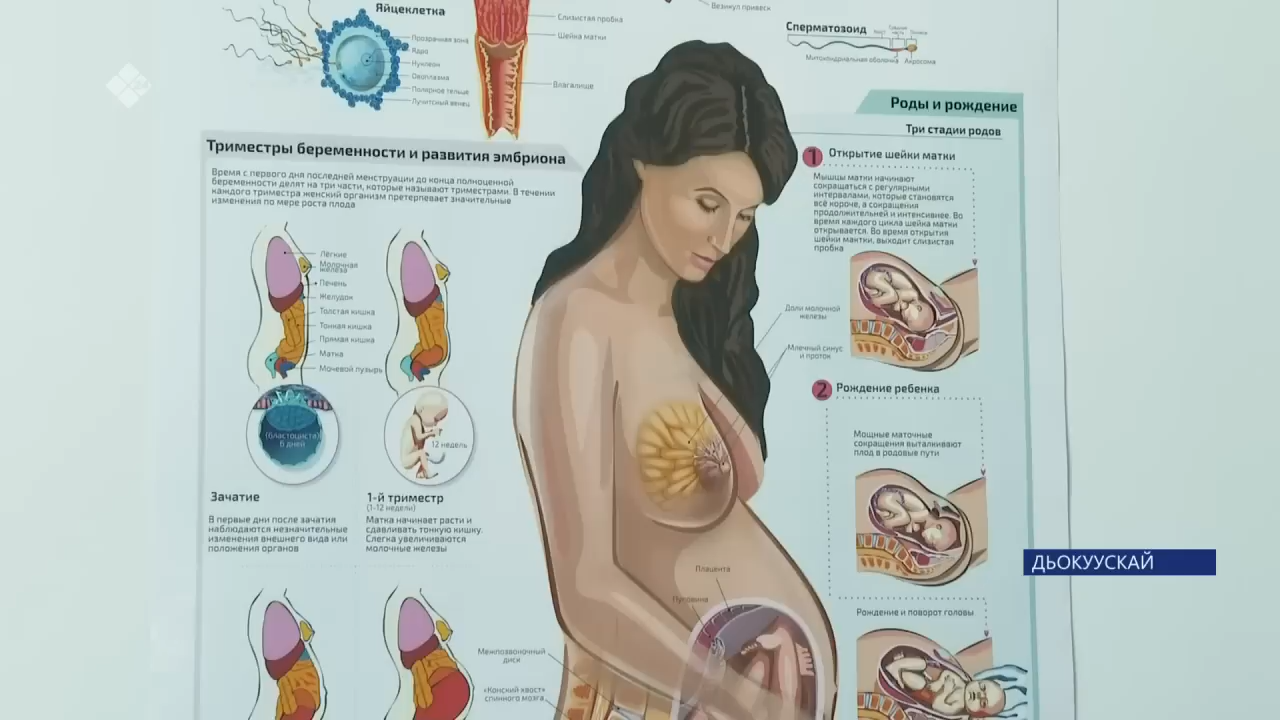 Яйцеклетка
Прозрачная зона
Ядро
Нуклеон
Овоплазма
Полярное тельце
Лучитсый венец
Слизистая пробка
Шейка матки
Влагалище
Везикул привеск
Сперматозоид
Митохондриальная оболочка
Акросома
Триместры беременности и развития эмбриона
Время с первого дня последней менструации до конца полноценной
беременности делят на три части, которые называют триместрами. В течении
каждого триместра женский организм претерпевает значительные
изменения по мере роста плода
Лёгкие
Молочная
железа
Печень
Желудок
Толстая кишка
Тонкая кишка
Прямая кишка
Матка
Мочевой пузырь
(бластоциста)
6 дней
12 недель
Зачатие
В первые дни после зачатия
наблюдаются незначительные
изменения внешнего вида или
положения органов
1-й триместр
(1-12 недели)
Матка начинает расти и
сдавливать тонкую кишку.
Слегка увеличиваются
молочные железы
Доли молочной
железы
Млечный синус
и проток
Плацента
Пуповина
Межпозвоночный
диск
«Конский хвост»
спинного мозга
Роды и рождение
Три стадии родов
1 Открытие шейки матки
Мышцы матки начинают
сокращаться с регулярными
интервалами, которые становятся
всё короче, а сокращения
продолжительней и интенсивнее. Во
время каждого цикла шейка матки
открывается. Во время открытия
шейки мактки, выходит слизистая
пробка
2 Рождение ребенка
Мощные маточные
сокращения выталкивают
плод в родовые пути
Рождение и поворот головы
ДЬОКУУСКАЙ